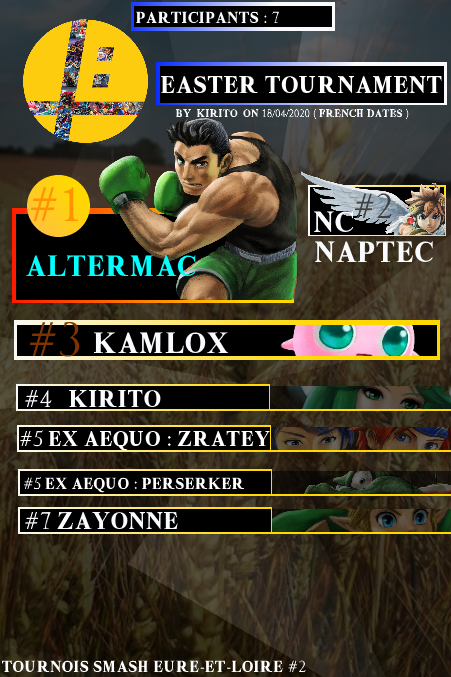 PARTICIPANTS : 7
EASTER TOURNAMENT
BY KIRITO ON 18/04/2020 ( FRENCH DATES )
#1
ALTERMAC
#2
NC
NAPTEC
#3 KAMLOX
#4 KIRITO
#5 EX AEQUO : ZRATEY
#5 EX AEQUO : PERSERKER
#7 ZAYONNE
TOURNOIS SMASH EURE-ET-LOIRE #2